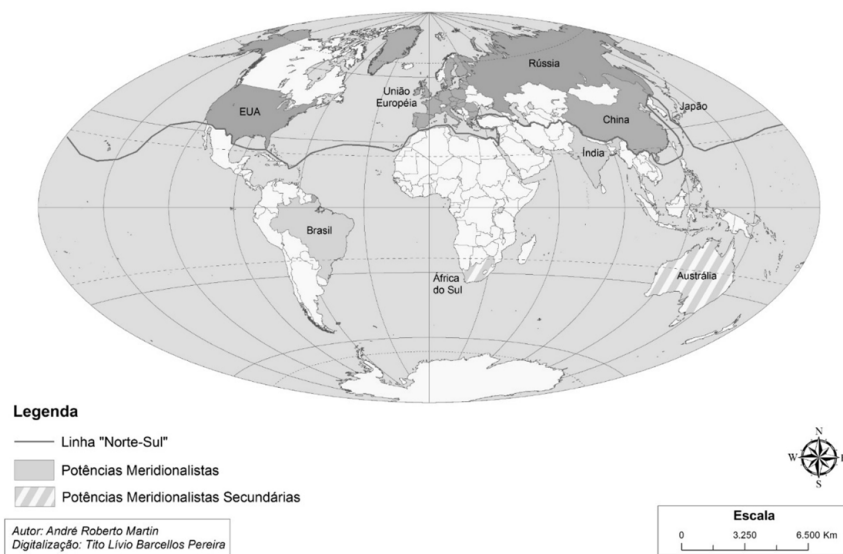 Rússia
União
Européia
EUA
China
Japão
Índia
Brasil
África
do Sul
Austrália
Legenda
Linha "Norte-Sul"
Potências Meridionalistas
Potências Meridionalistas Secundárias
Autor: André Roberto Martin
Digitalização: Tito Lívio Barcellos Pereira
N
W
E
S
Escala
0 3.250 6.500 Km